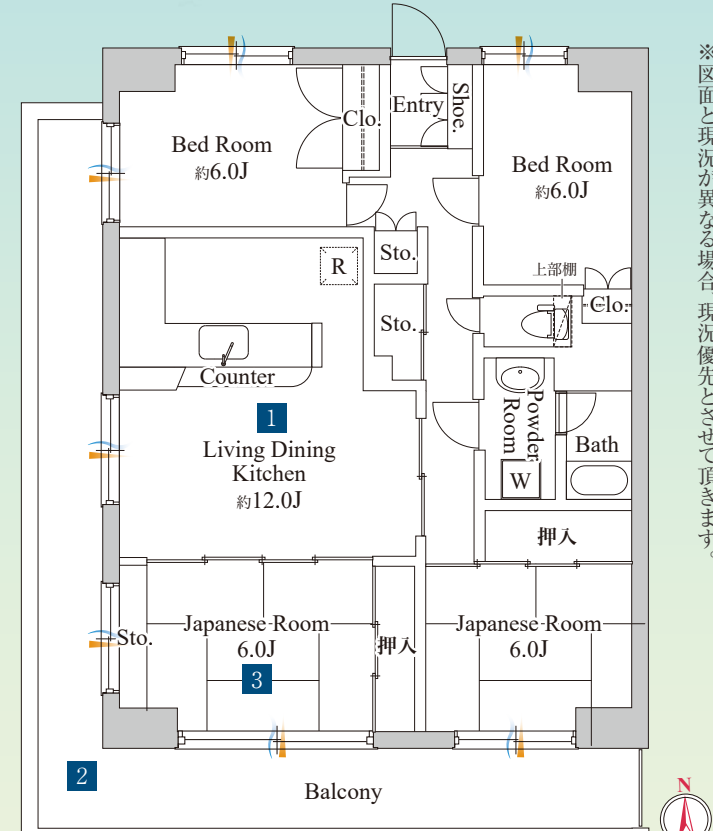 Bed Room
約6.0J
Clo.
Entry
Shoe.
Bed Room
約6.0J
Sto.
R
上部棚
Clo.
Sto.
Counter
1
Living Dining
Kitchen
約12.0J
Powder
Room
W
Bath
押入
Sto.
Japanese Room
6.0J
3
押入
Japanese Room
6.0J
2
Balcony
N
※図面と現況が異なる場合 現況優先とさせて頂きます。